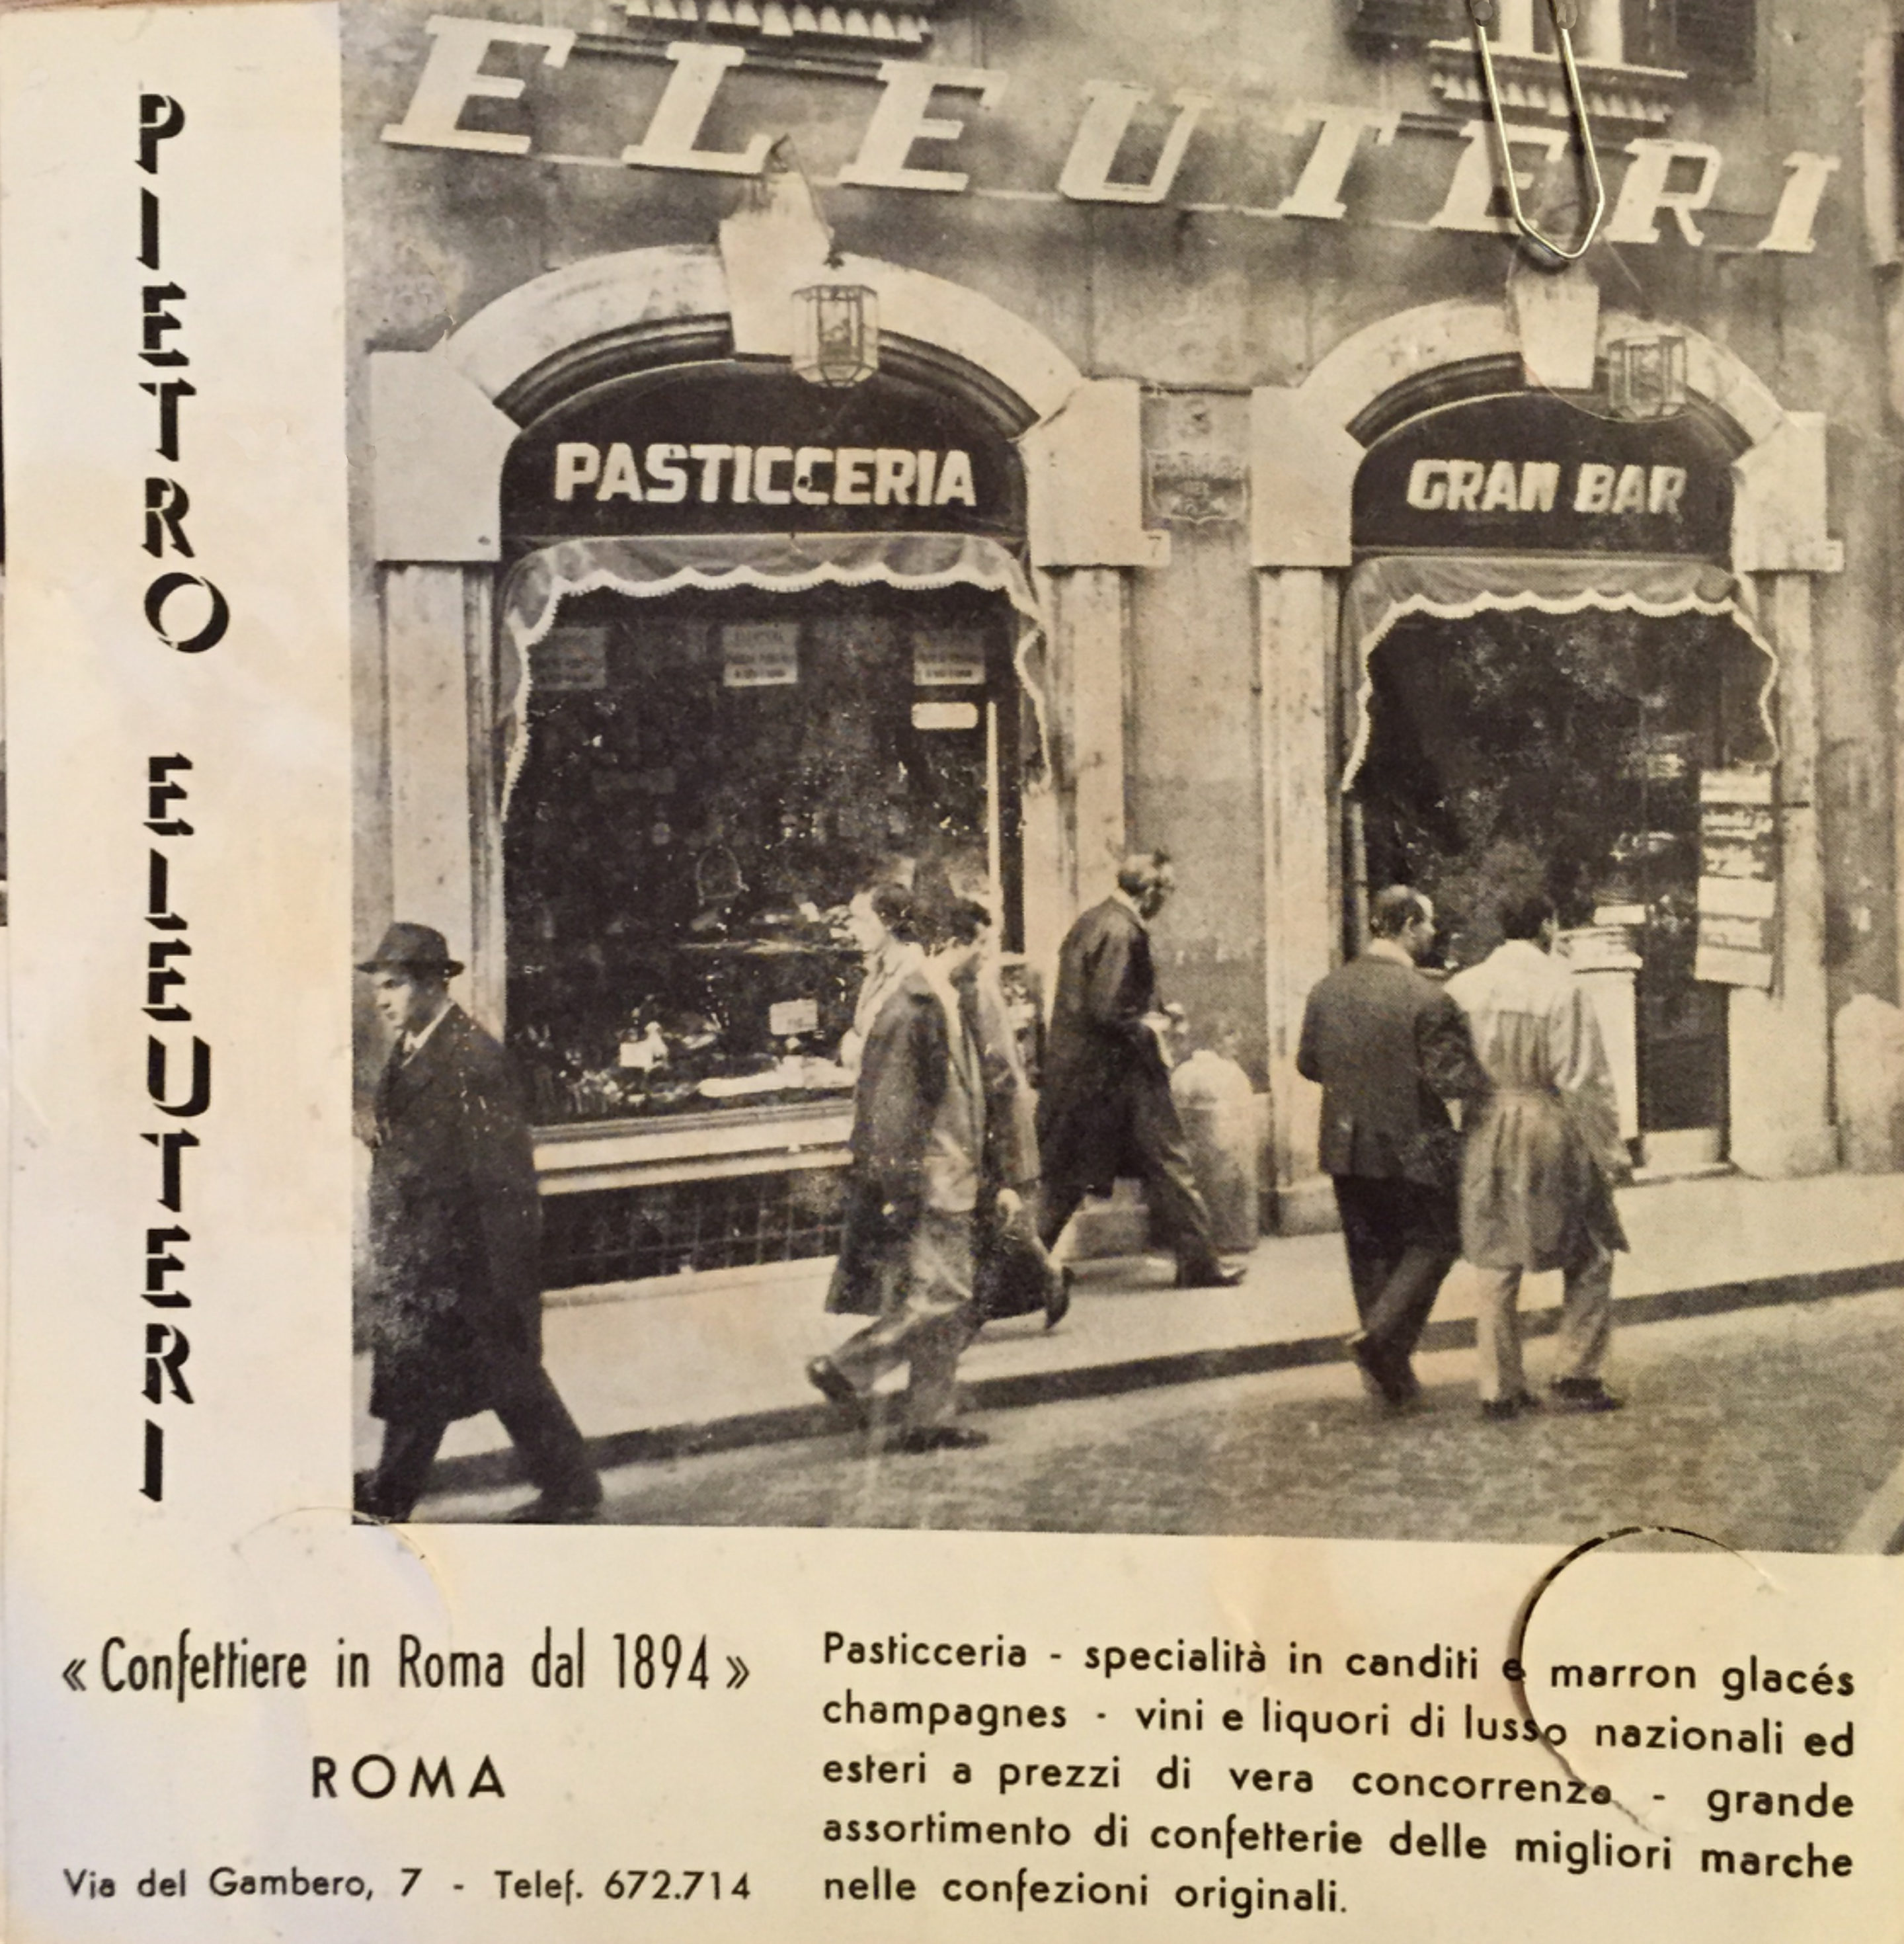 PIETRO ELEUTERI
ELEUTERI
PASTICCERIA
GRAN BAR
7
« Confettiere in Roma dal 1894 »
ROMA
Via del Gambero, 7 - Telef. 672.714
Pasticceria - specialità in canditi e marron glacés
champagnes - vini e liquori di lusso nazionali ed
esteri a prezzi di vera concorrenza - grande
assortimento di confetterie delle migliori marche
nelle confezioni originali.